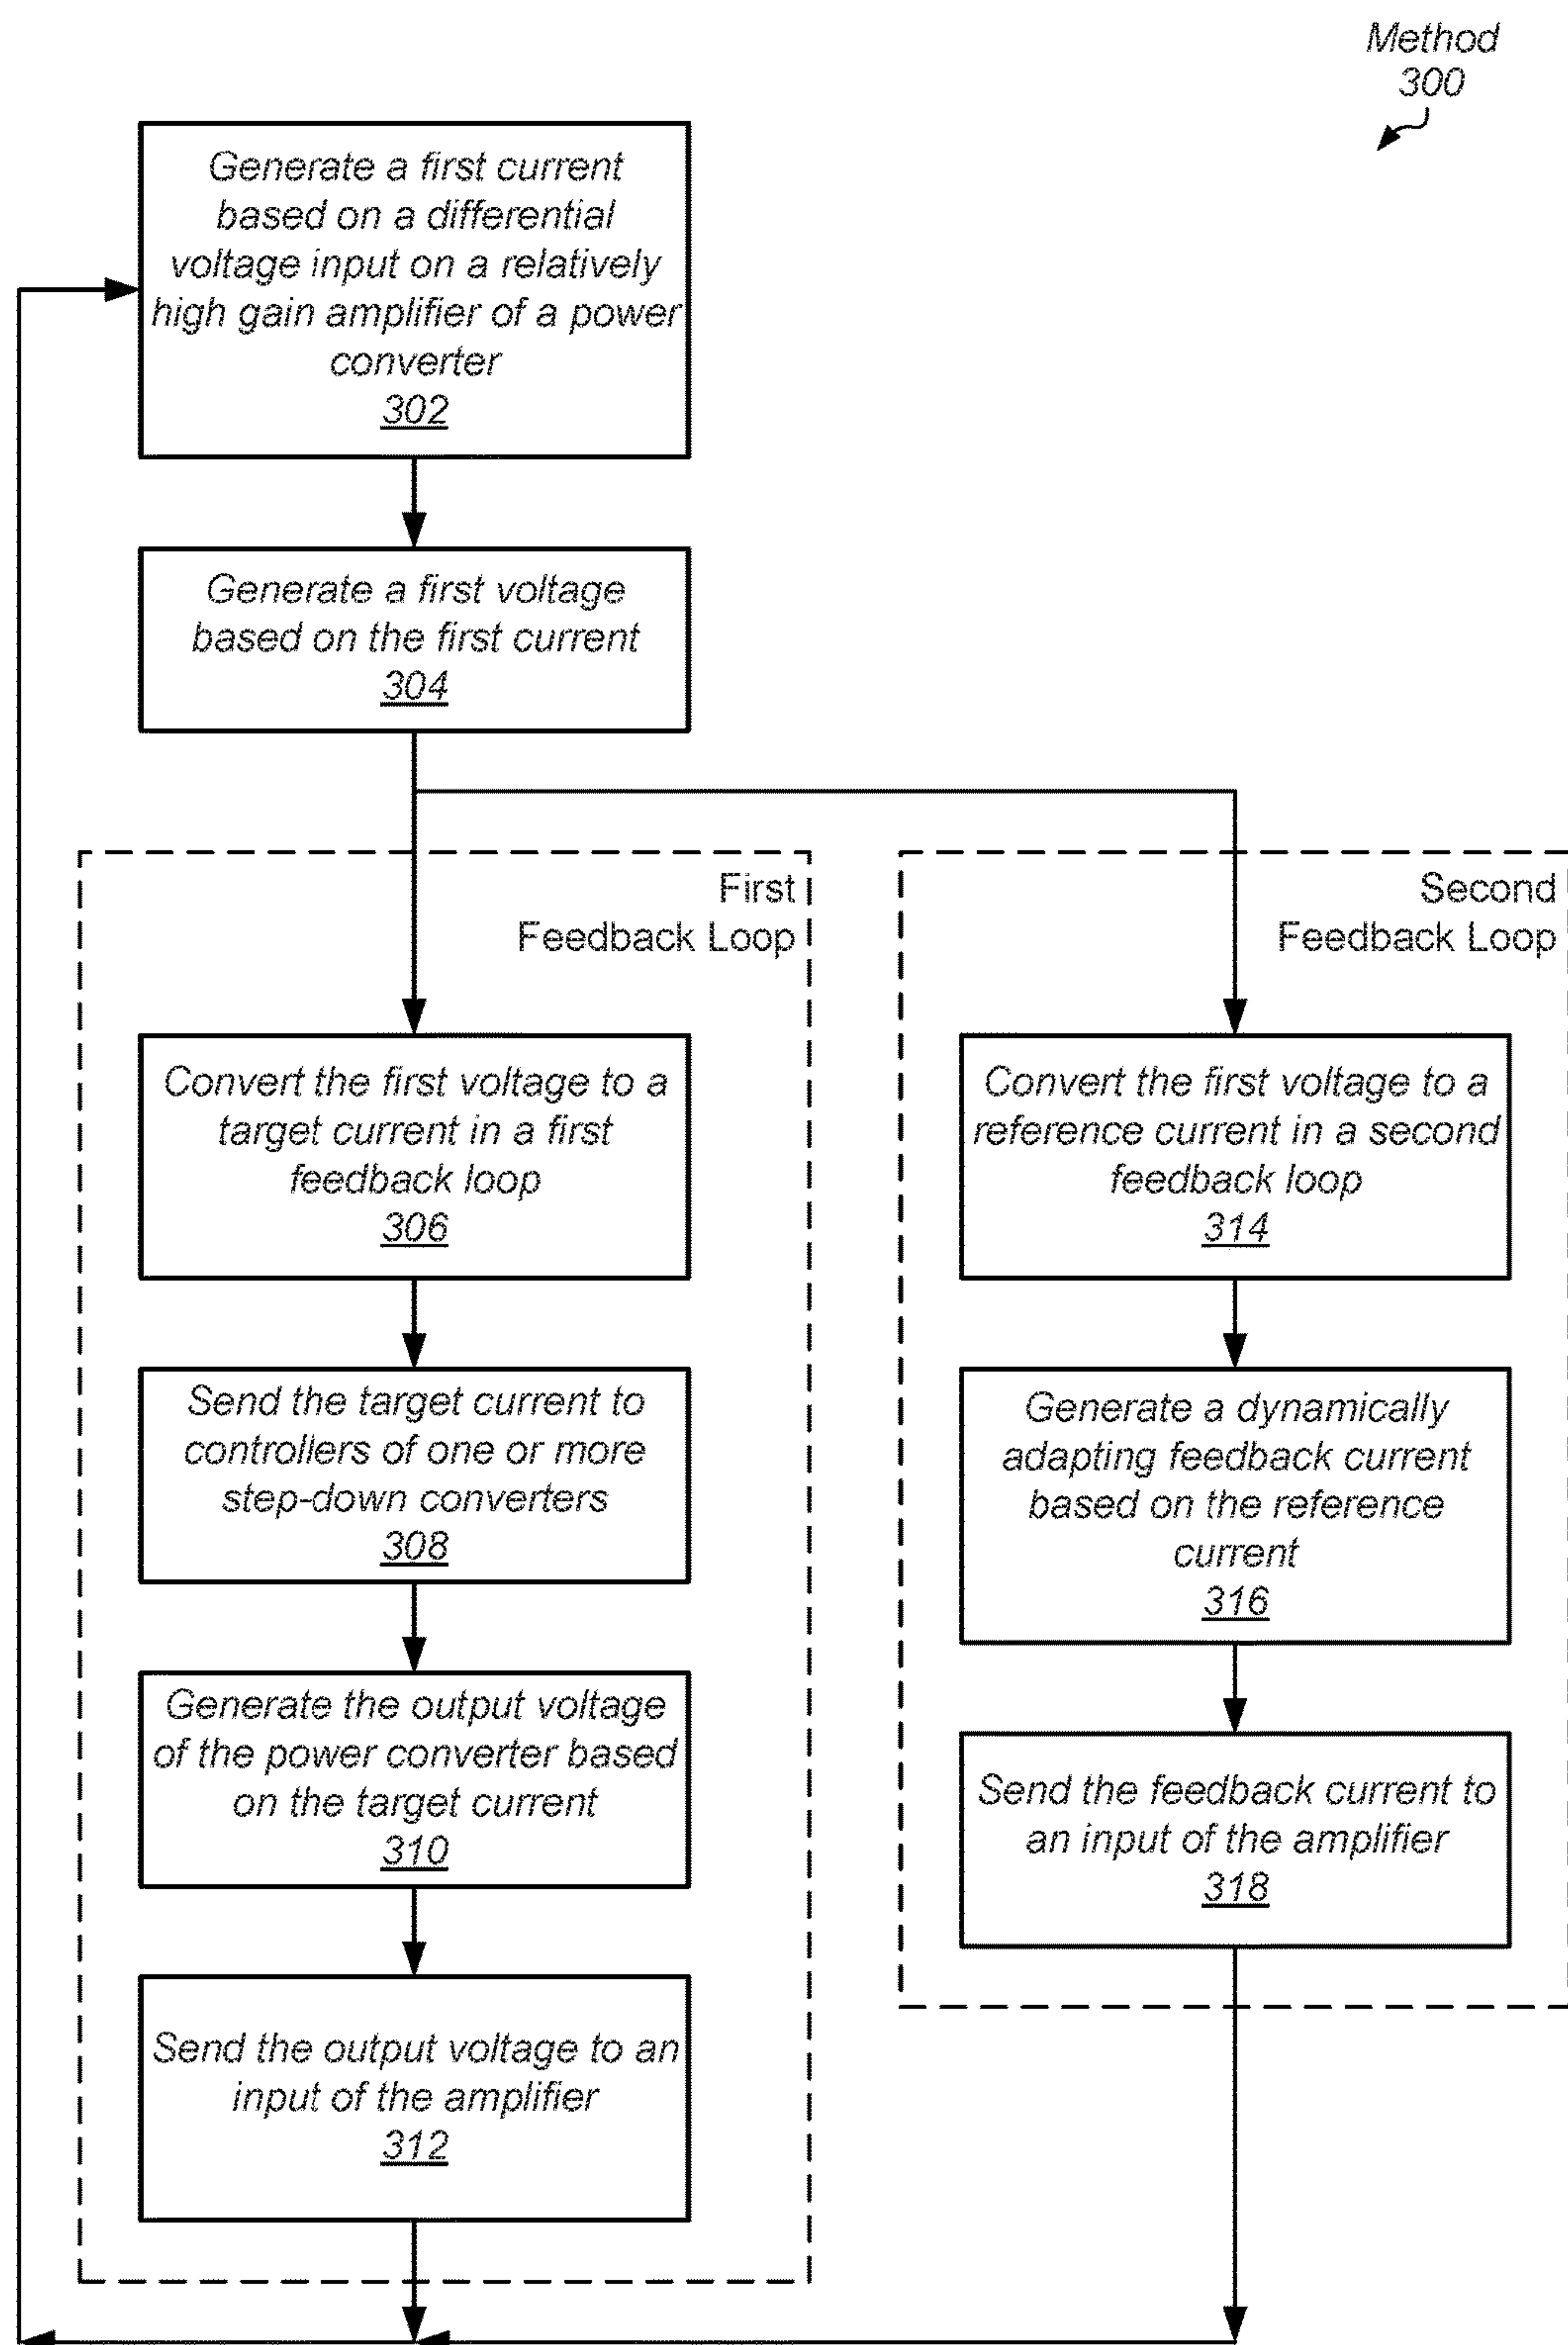 Method
300
Generate a first current
based on a differential
voltage input on a relatively
high gain amplifier of a power
converter
302
Generate a first voltage
based on the first current
304
First
Feedback Loop
Convert the first voltage to a
target current in a first
feedback loop
306
Send the target current to
controllers of one or more
step-down converters
308
Generate the output voltage
of the power converter based
on the target current
310
Send the output voltage to an
input of the amplifier
312
Second
Feedback Loop
Convert the first voltage to a
reference current in a second
feedback loop
314
Generate a dynamically
adapting feedback current
based on the reference
current
316
Send the feedback current to
an input of the amplifier
318